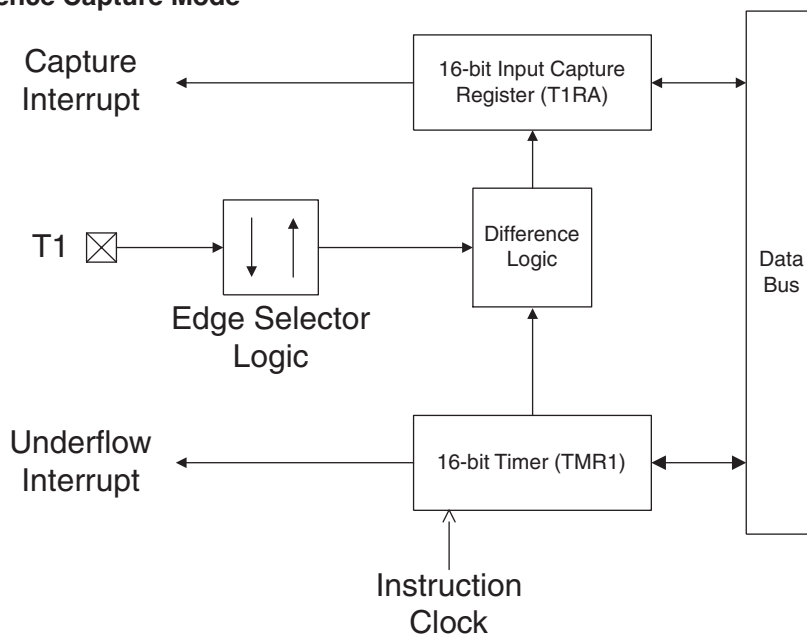 Capture Mode
Capture
Interrupt
16-bit Input Capture
Register (T1RA)
T1
Difference
Logic
Data
Bus
Edge Selector
Logic
Underflow
Interrupt
16-bit Timer (TMR1)
Instruction
Clock